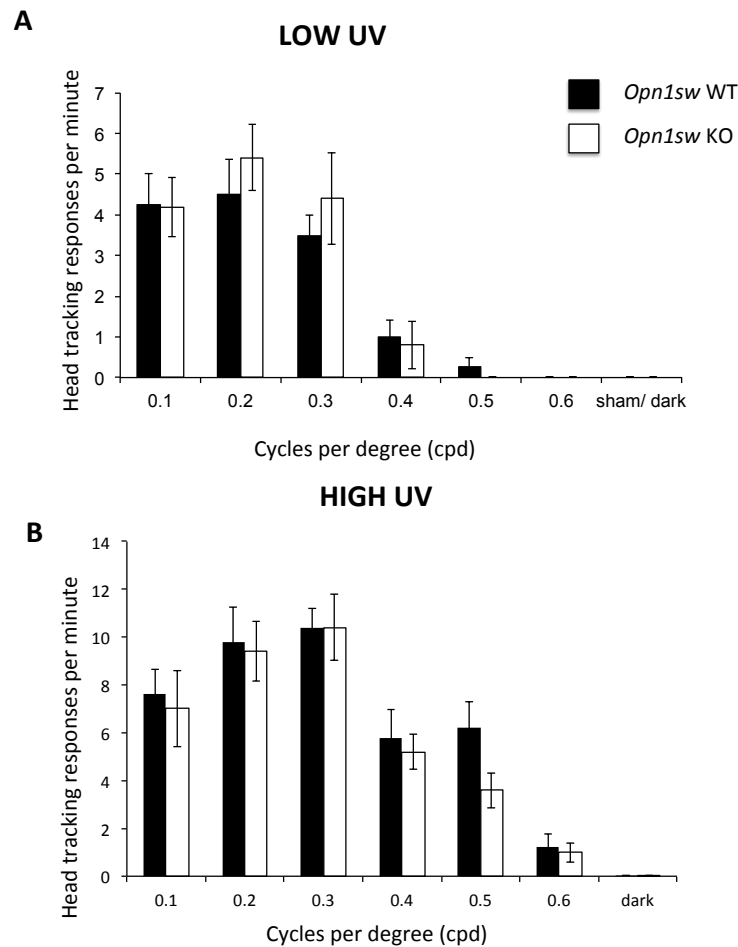 A
LOW UV
Opn1sw WT
Opn1sw KO
Head tracking responses per minute
7
6
5
4
3
2
1
0
0.1 0.2 0.3 0.4 0.5 0.6 sham/ dark
Cycles per degree (cpd)
HIGH UV
B
Head tracking responses per minute
14
12
10
8
6
4
2
0
0.1 0.2 0.3 0.4 0.5 0.6 dark
Cycles per degree (cpd)